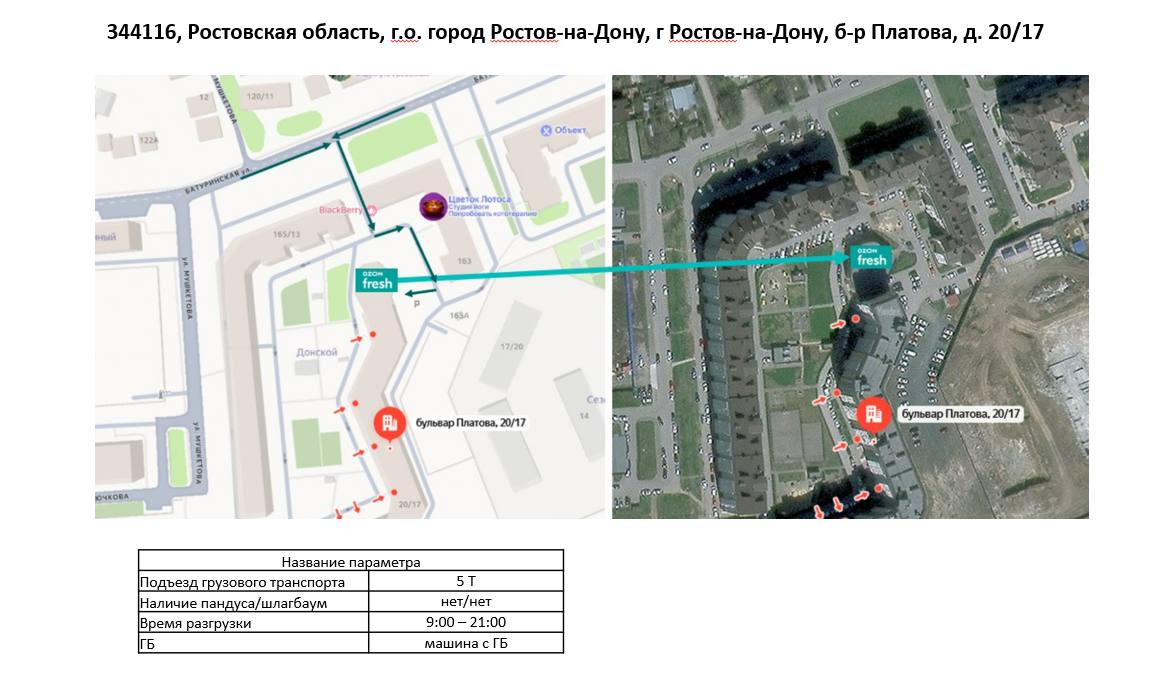 344116, Ростовская область, г.о. город Ростов-на-Дону, г Ростов-на-Дону, б-р Платова, д. 20/17
МУШКЕТОВА
12
120/11
122А
БАТУРИНСКАЯ ул.
Объект
BlackBerry
Цветок Лотоса
Студия йоги
Попробовать кототерапию
165/13
163
OZON
fresh
OZON
fresh
P
163А
ул. МУШКЕТОВА
Донской
17/20
14
бульвар Платова, 20/17
бульвар Платова, 20/17
ул. МУШКЕТОВА
20/17
Название параметра
Подъезд грузового транспорта 5 Т
Наличие пандуса/шлагбаум нет/нет
Время разгрузки 9:00 – 21:00
ГБ машина с ГБ